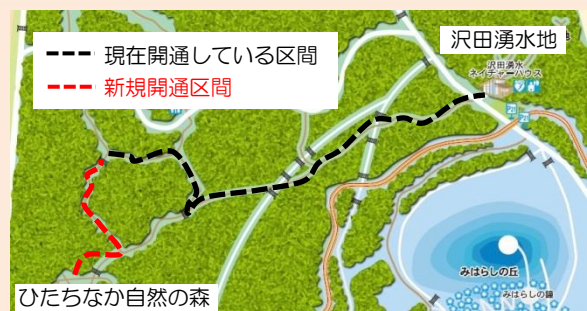 沢田湧水地
現在開通している区間
新規開通区間
沢田湧水
ネイチャーハウス
みはらしの丘
みはらしの鐘
ひたちなか自然の森